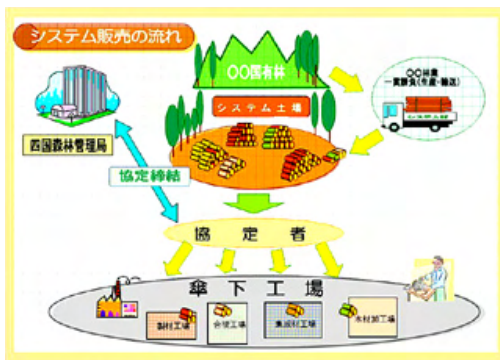 システム販売の流れ
〇〇国有林
〇〇林業
一貫請負(生産・輸送)
システム土場
四国森林管理局
協定締結
協定者
傘下工場
製材工場
合板工場
集成材工場
木材加工場